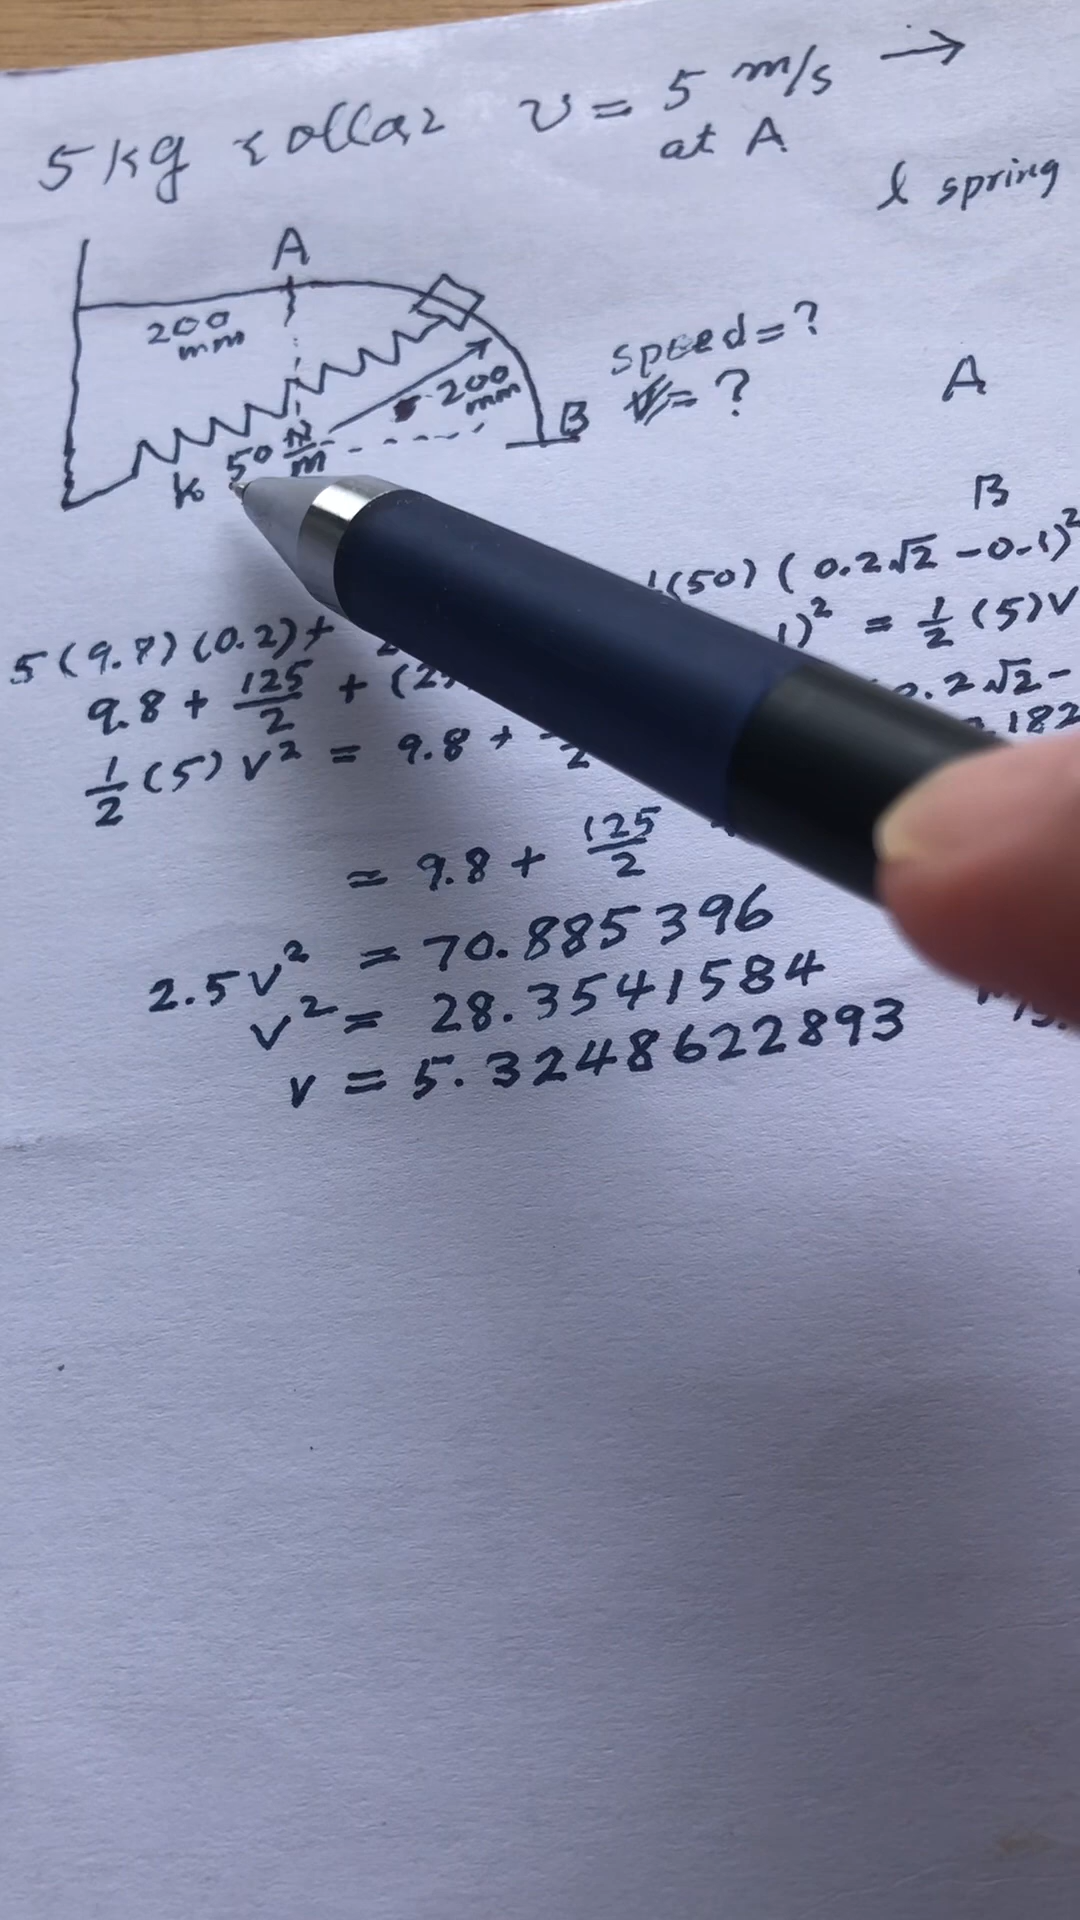 5 kg collar v = 5 m/s →
at A
l spring
A
200
mm
200
mm
B
k 50 N/m
speed = ?
= ?
A
B
(50) ( 0.2√2 - 0.1)²
5(9.8)(0.2)+
)² = 1/2 (5)v
9.8 + 125/2 + (2
0.2√2-
1/2 (5) v² = 9.8 +
.182
= 9.8 + 125/2
2.5v² = 70.885396
v² = 28.3541584
v = 5.3248622893